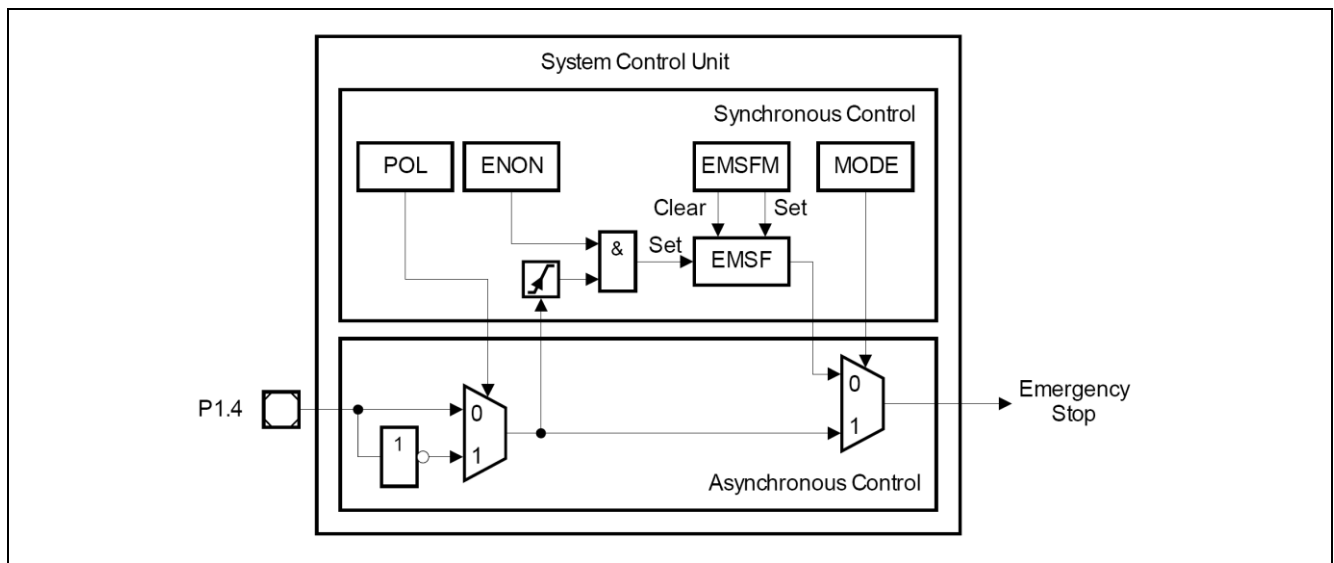 System Control Unit
Synchronous Control
POL
ENON
EMSFM
MODE
Clear
Set
&
Set
EMSF
P1.4
0
1
1
0
1
Emergency
Stop
Asynchronous Control